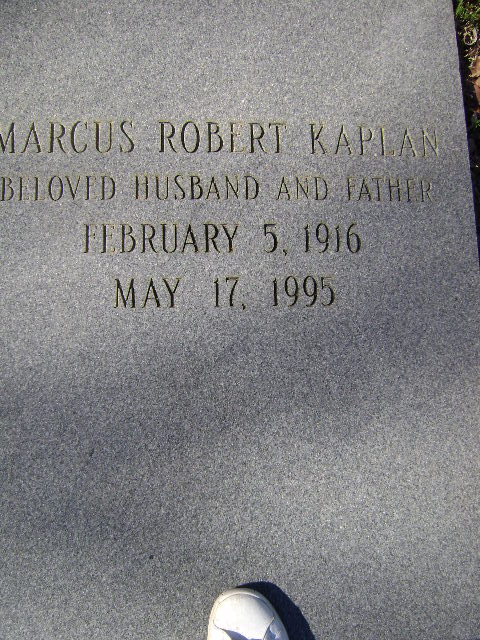 MARCUS ROBERT KAPLAN
BELOVED HUSBAND AND FATHER
FEBRUARY 5, 1916
MAY 17, 1995